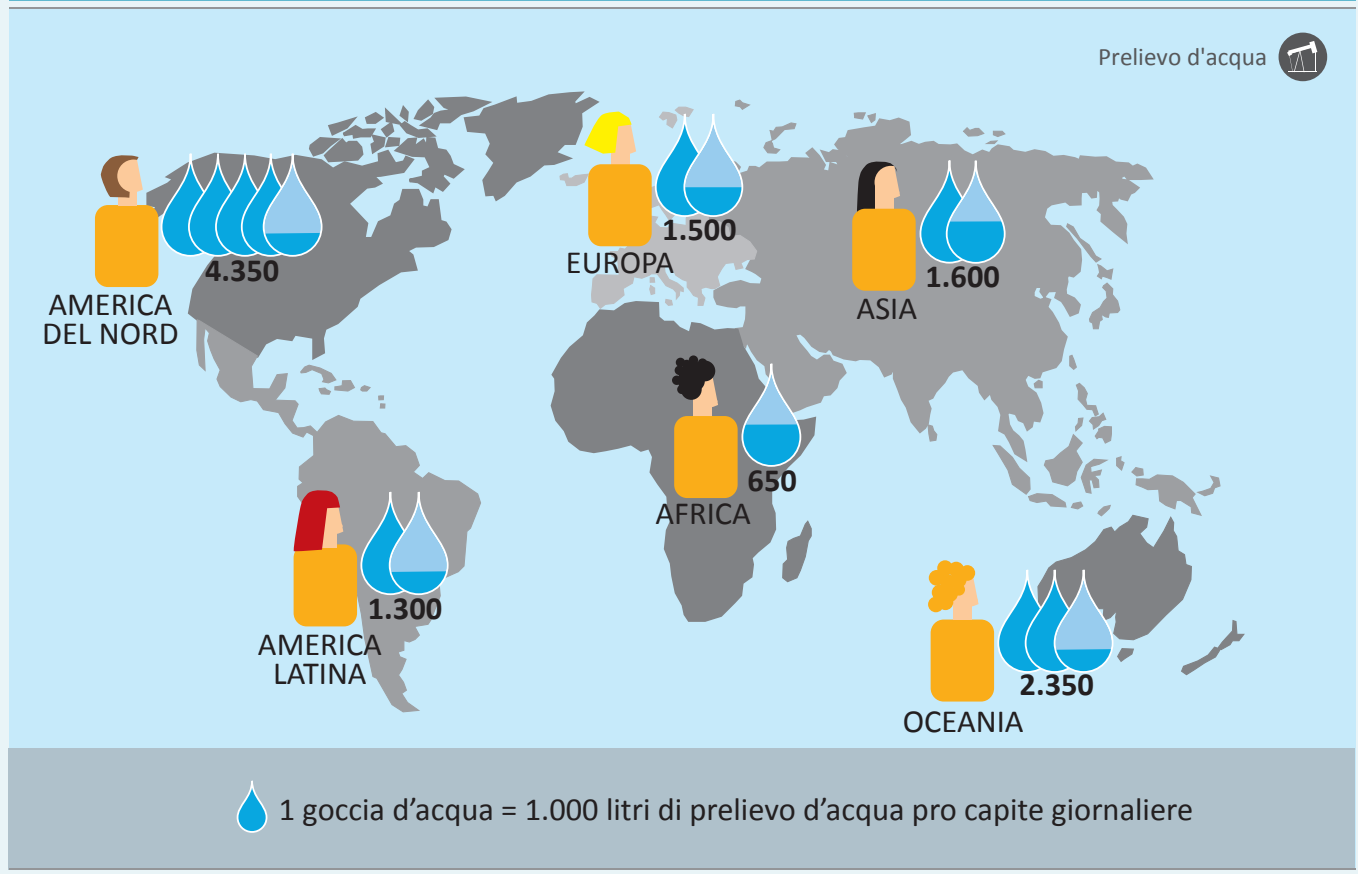 Prelievo d'acqua
4.350
AMERICA
DEL NORD
1.500
EUROPA
1.600
ASIA
650
AFRICA
1.300
AMERICA
LATINA
2.350
OCEANIA
1 goccia d’acqua = 1.000 litri di prelievo d’acqua pro capite giornaliere